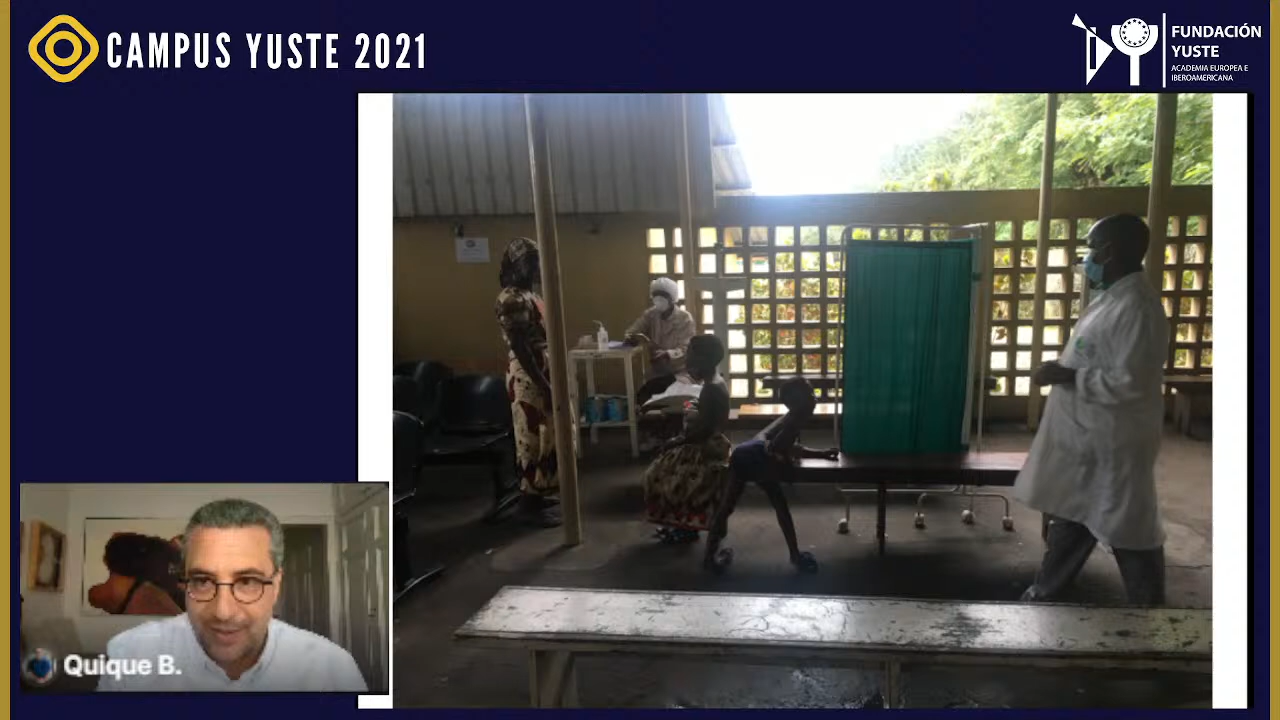 CAMPUS YUSTE 2021
FUNDACIÓN
YUSTE
ACADEMIA EUROPEA E
IBEROAMERICANA
Quique B.